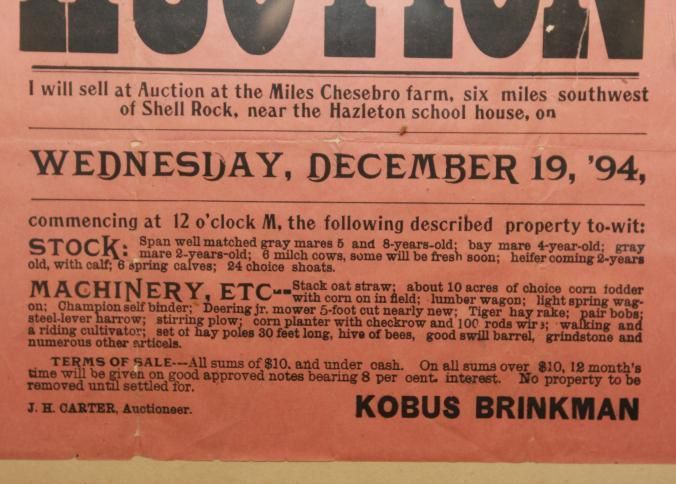 AUCTION
I will sell at Auction at the Miles Chesebro farm, six miles southwest
of Shell Rock, near the Hazleton school house, on
WEDNESDAY, DECEMBER 19, '94,
commencing at 12 o'clock M, the following described property to-wit:
STOCK: Span well matched gray mares 5 and 8-years-old; bay mare 4-year-old; gray
mare 2-years-old; 6 milch cows, some will be fresh soon; heifer coming 2-years
old, with calf; 6 spring calves; 24 choice shoats.
MACHINERY, ETC--Stack oat straw; about 10 acres of choice corn fodder
with corn on in field; lumber wagon; light spring wag-
on; Champion self binder; Deering jr. mower 5-foot cut nearly new; Tiger hay rake; pair bobs;
steel-lever harrow; stirring plow; corn planter with checkrow and 100 rods wire; walking and
a riding cultivator; set of hay poles 30 feet long, hive of bees, good swill barrel, grindstone and
numerous other articels.
TERMS OF SALE---All sums of $10. and under cash. On all sums over $10, 12 month's
time will be given on good approved notes bearing 8 per cent. interest. No property to be
removed until settled for.
J. H. CARTER, Auctioneer.
KOBUS BRINKMAN